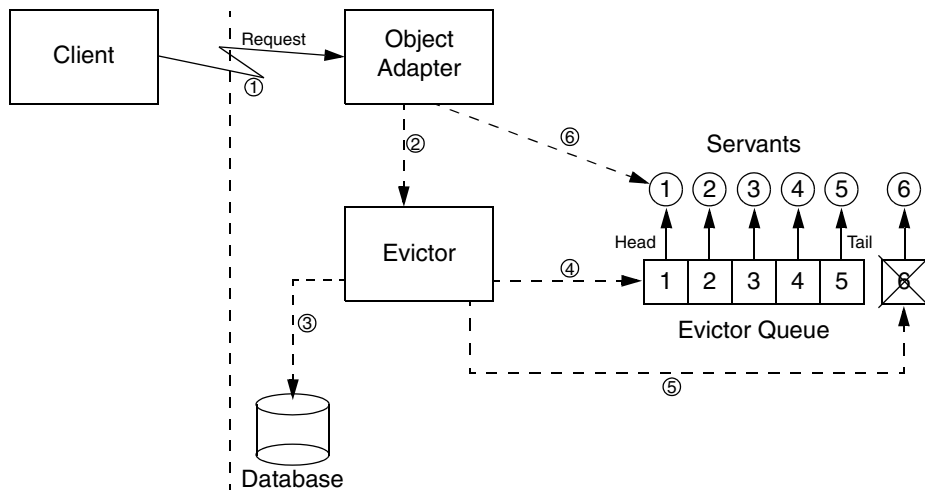 Client
Request
Object
Adapter
①
②
⑥
Servants
1 2 3 4 5 6
Evictor
Head
Tail
④
1 2 3 4 5 6
Evictor Queue
③
⑤
Database